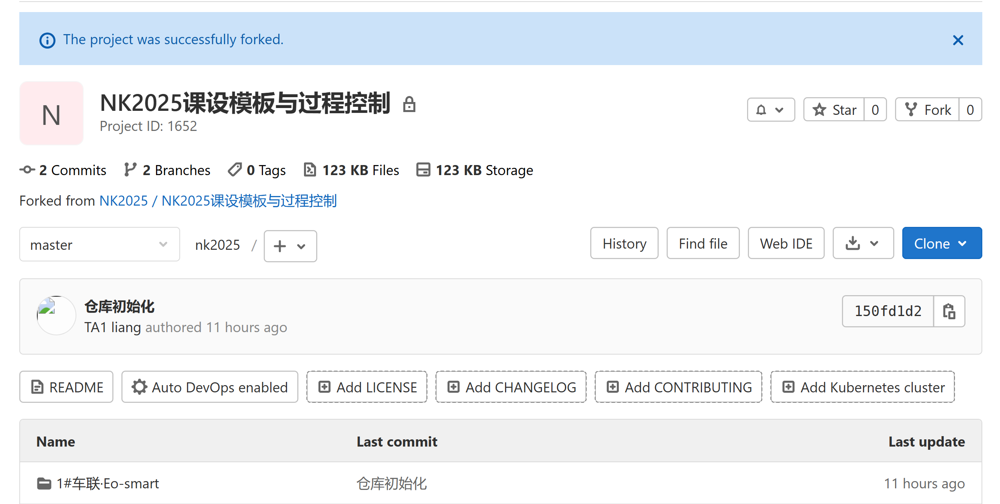 The project was successfully forked.
N
NK2025课设模板与过程控制
Project ID: 1652
Star 0
Fork 0
2 Commits 2 Branches 0 Tags 123 KB Files 123 KB Storage
Forked from NK2025 / NK2025课设模板与过程控制
master nk2025 / History Find file Web IDE Clone
仓库初始化
TA1 liang authored 11 hours ago
150fd1d2
README Auto DevOps enabled Add LICENSE Add CHANGELOG Add CONTRIBUTING Add Kubernetes cluster
Name Last commit Last update
1#车联·Eo-smart 仓库初始化 11 hours ago